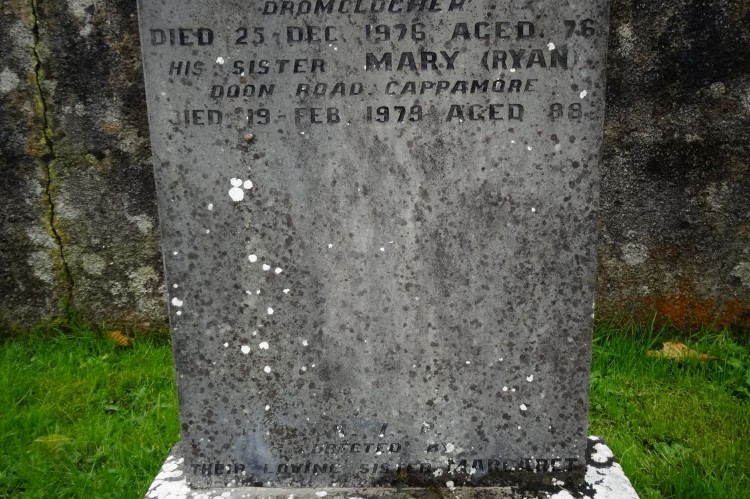 DROMCLOGHER
DIED 25 DEC. 1976 AGED 76
HIS SISTER MARY (RYAN)
DOON ROAD CAPPAMORE
DIED 19 FEB. 1979 AGED 88
ERECTED BY
THEIR LOVING SISTER MARGARET